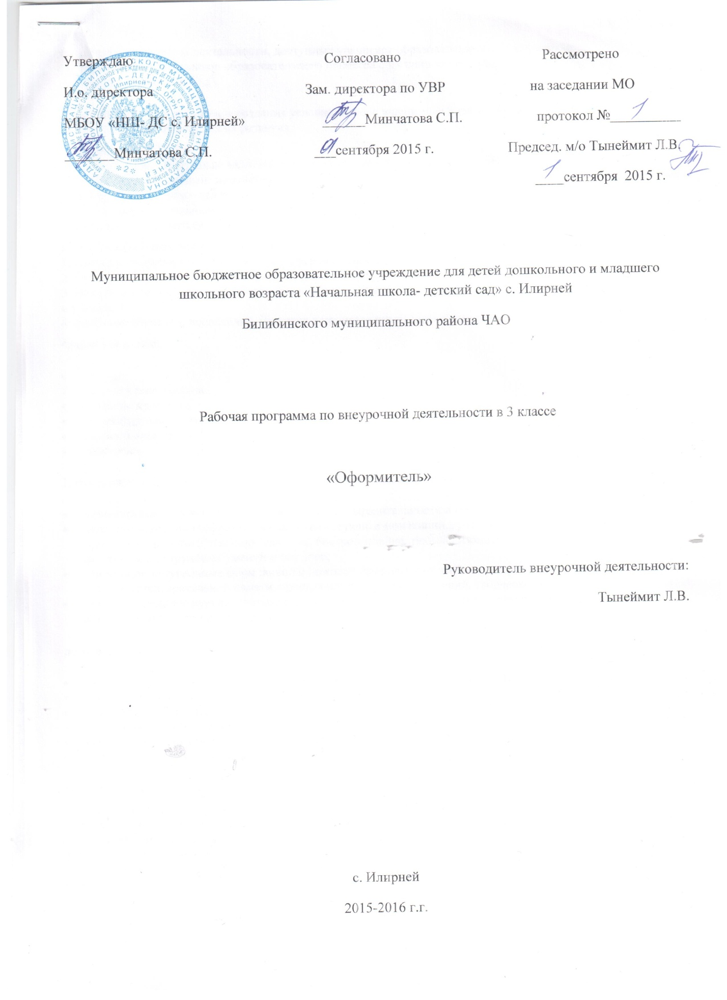 Утверждаю
И.о. директора
МБОУ «НШ- ДС с. Илирней»
_______Минчатова С.П.
Согласовано
Зам. директора по УВР
______Минчатова С.П.
01 сентября 2015 г.
Рассмотрено
на заседании МО
протокол № 1
Председ. м/о Тынеймит Л.В.
1 сентября 2015 г.
Муниципальное бюджетное образовательное учреждение для детей дошкольного и младшего
школьного возраста «Начальная школа- детский сад» с. Илирней
Билибинского муниципального района ЧАО
Рабочая программа по внеурочной деятельности в 3 классе
«Оформитель»
Руководитель внеурочной деятельности:
Тынеймит Л.В.
с. Илирней
2015-2016 г.г.